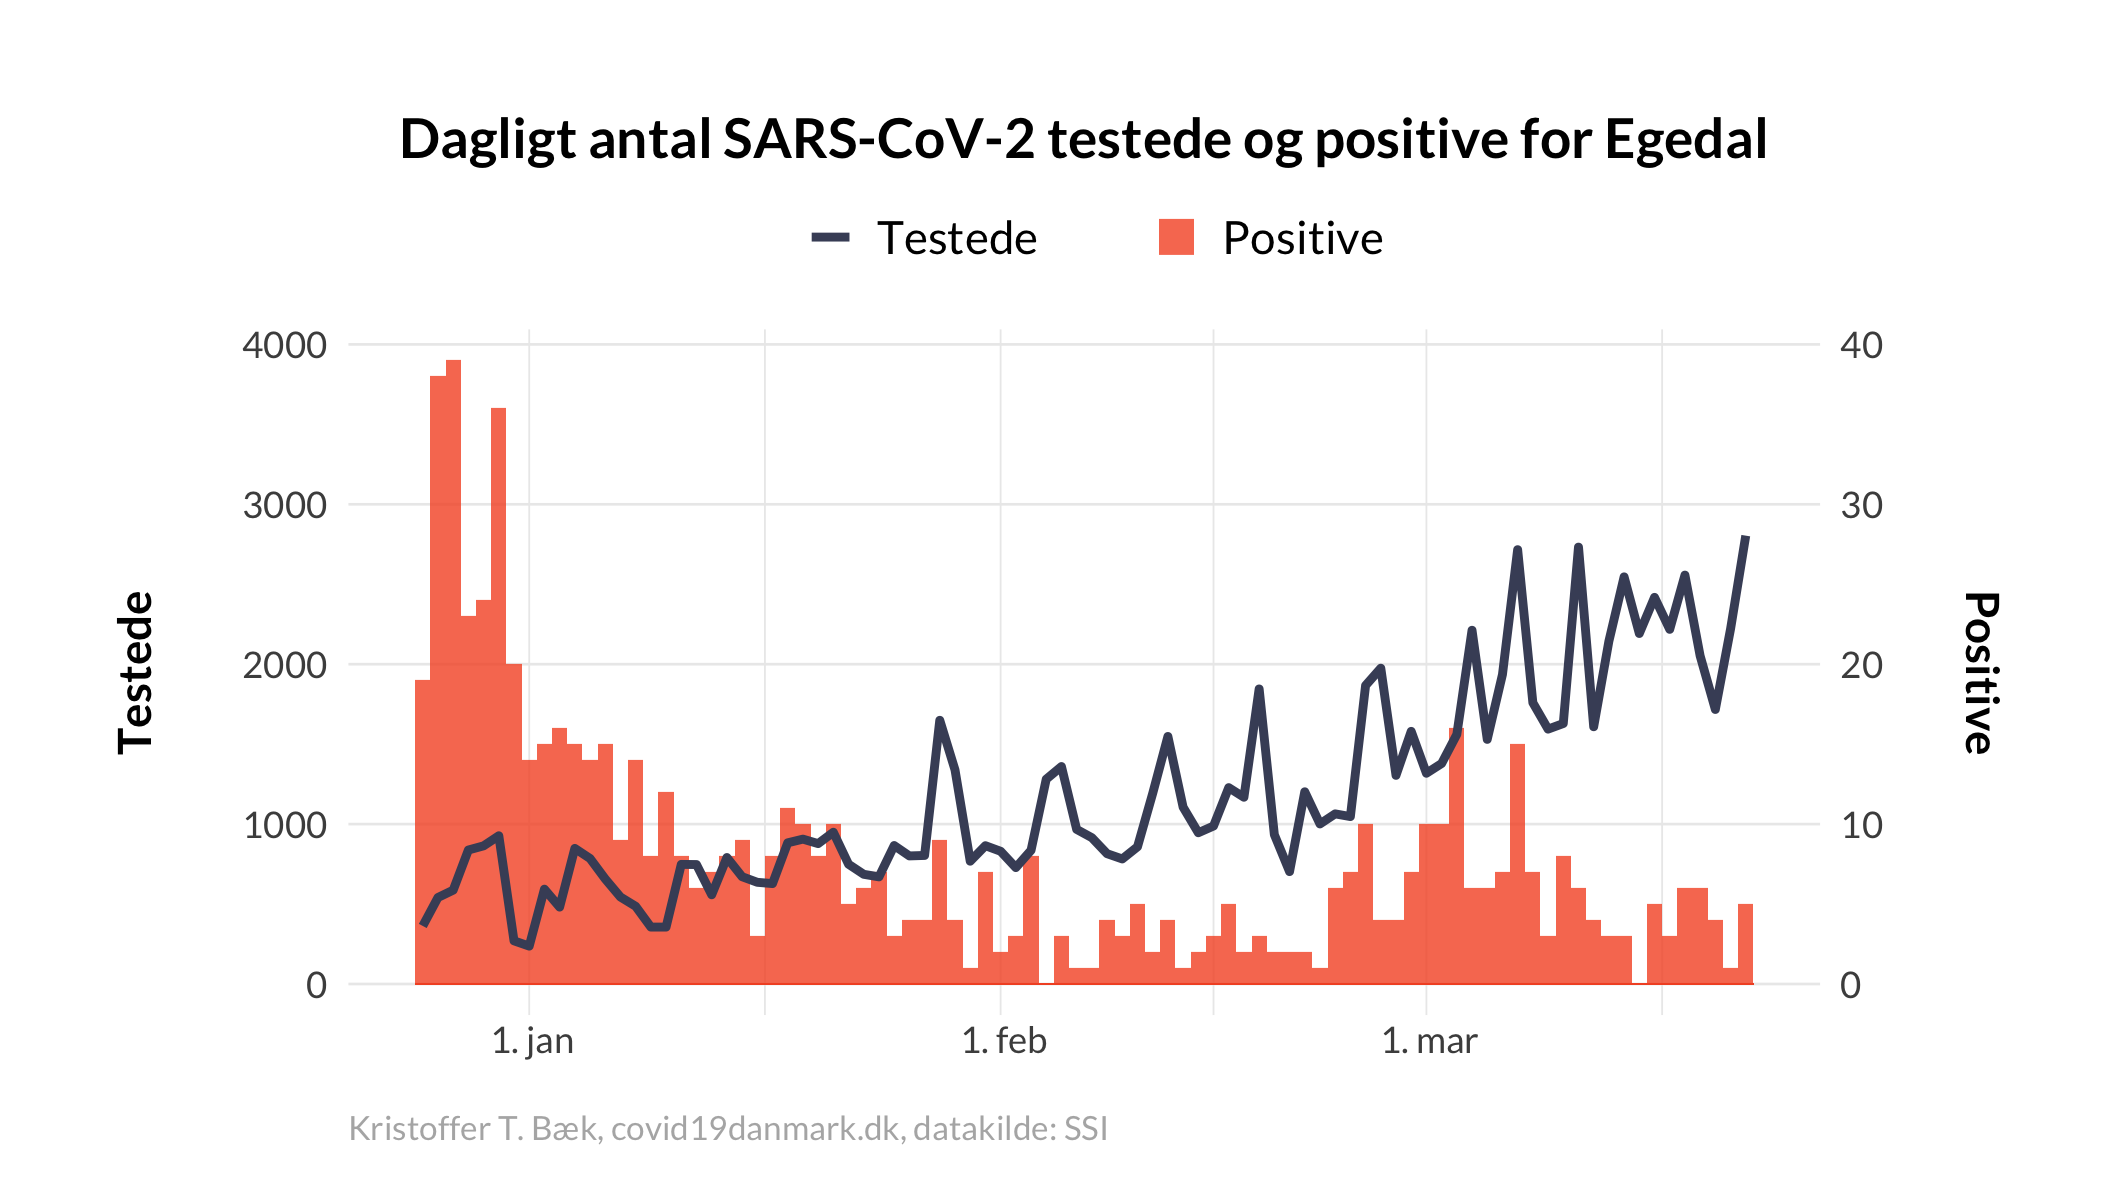 Dagligt antal SARS-CoV-2 testede og positive for Egedal
Testede
Positive
4000
3000
2000
1000
0
40
30
20
10
0
Testede
Positive
1. jan
1. feb
1. mar
Kristoffer T. Bæk, covid19danmark.dk, datakilde: SSI